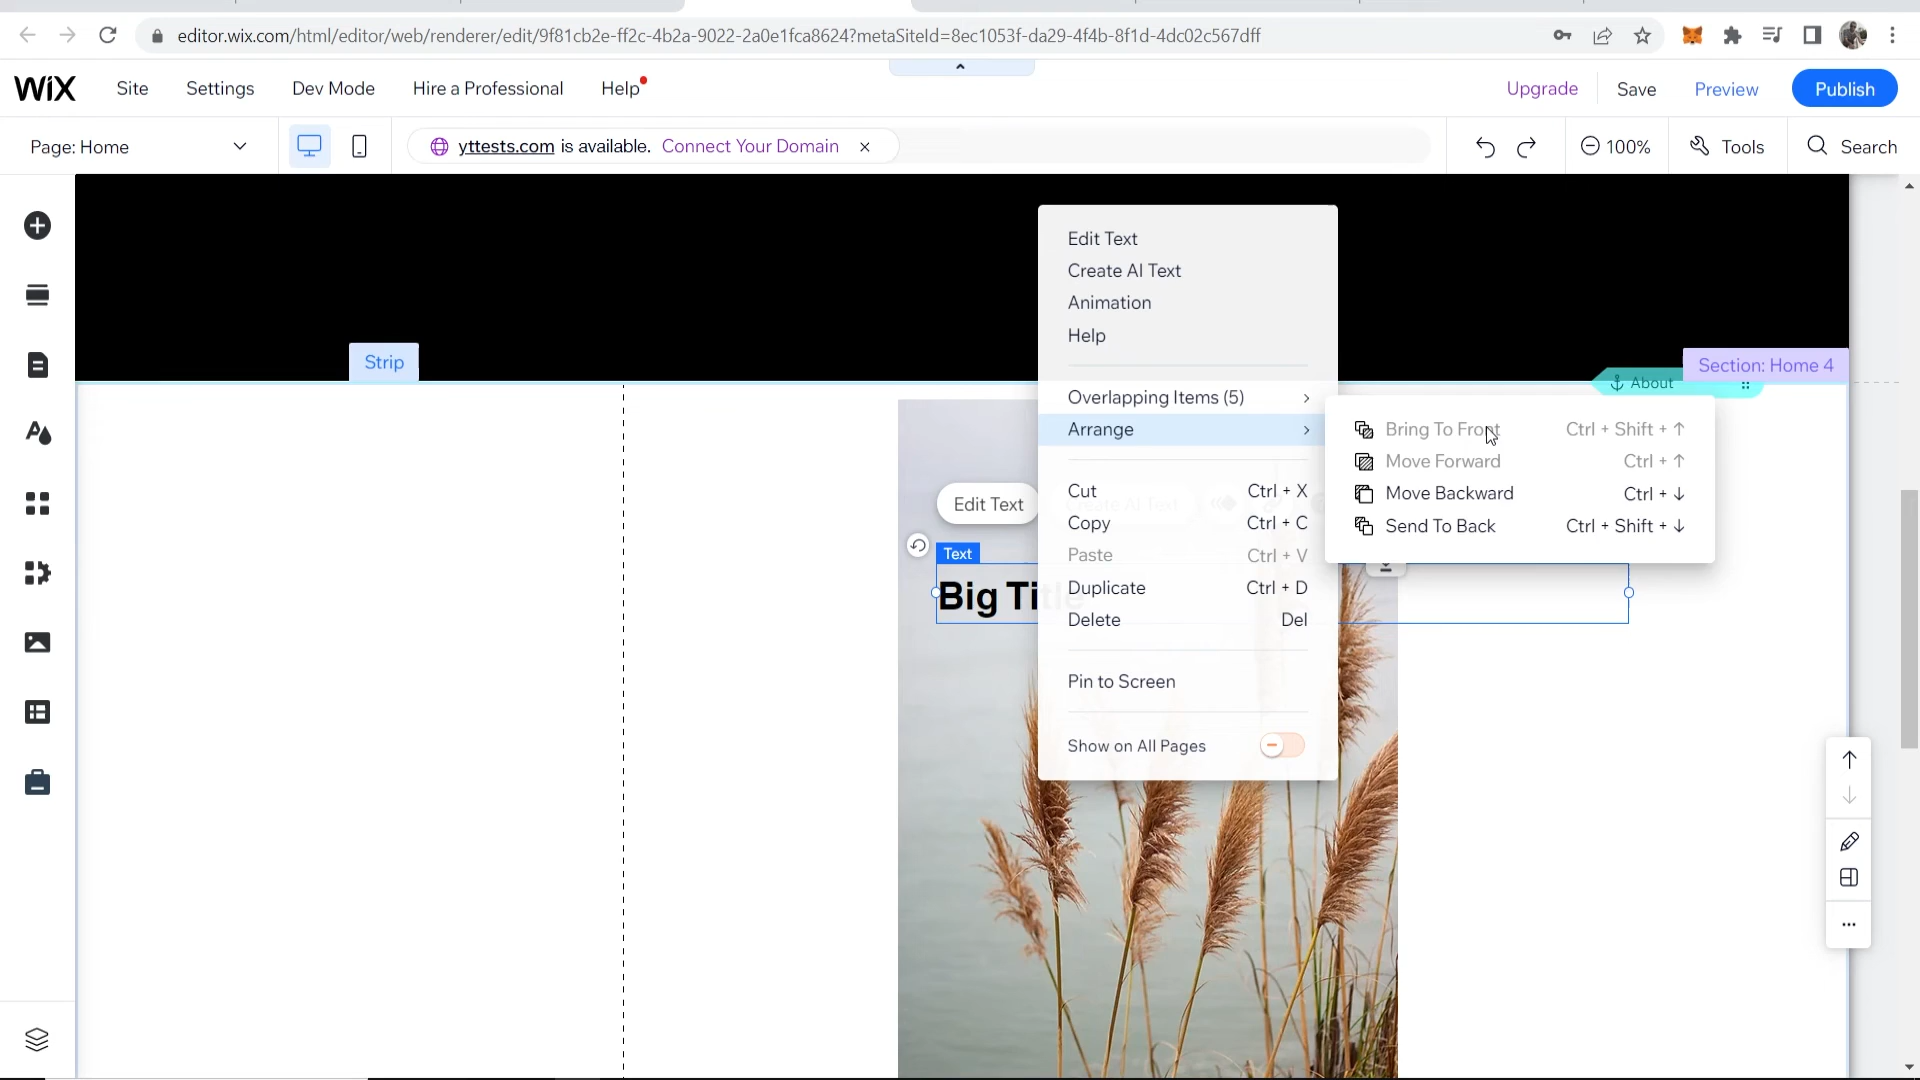 editor.wix.com/html/editor/web/renderer/edit/9f81cb2e-ff2c-4b2a-9022-2a0e1fca8624?metaSiteId=8ec1053f-da29-4f4b-8f1d-4dc02c567dff
WiX Site Settings Dev Mode Hire a Professional Help Upgrade Save Preview Publish
Page: Home yttests.com is available. Connect Your Domain 100% Tools Search
Edit Text
Create AI Text
Animation
Help
Strip
Section: Home 4
About
Overlapping Items (5)
Arrange
Bring To Front Ctrl + Shift + ↑
Move Forward Ctrl + ↑
Move Backward Ctrl + ↓
Send To Back Ctrl + Shift + ↓
Cut Ctrl + X
Copy Ctrl + C
Paste Ctrl + V
Duplicate Ctrl + D
Delete Del
Pin to Screen
Show on All Pages
Edit Text Create AI Text
Text
Big Title